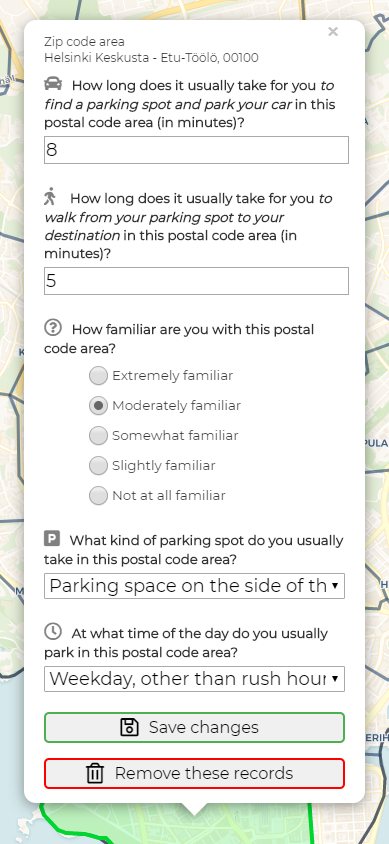 ×
Zip code area
Helsinki Keskusta - Etu-Töölö, 00100
How long does it usually take for you to
find a parking spot and park your car in this
postal code area (in minutes)?
8
How long does it usually take for you to
walk from your parking spot to your
destination in this postal code area (in
minutes)?
5
How familiar are you with this postal
code area?
Extremely familiar
Moderately familiar
Somewhat familiar
Slightly familiar
Not at all familiar
P What kind of parking spot do you usually
take in this postal code area?
Parking space on the side of th
At what time of the day do you usually
park in this postal code area?
Weekday, other than rush hour
Save changes
Remove these records
PULA
ERIH